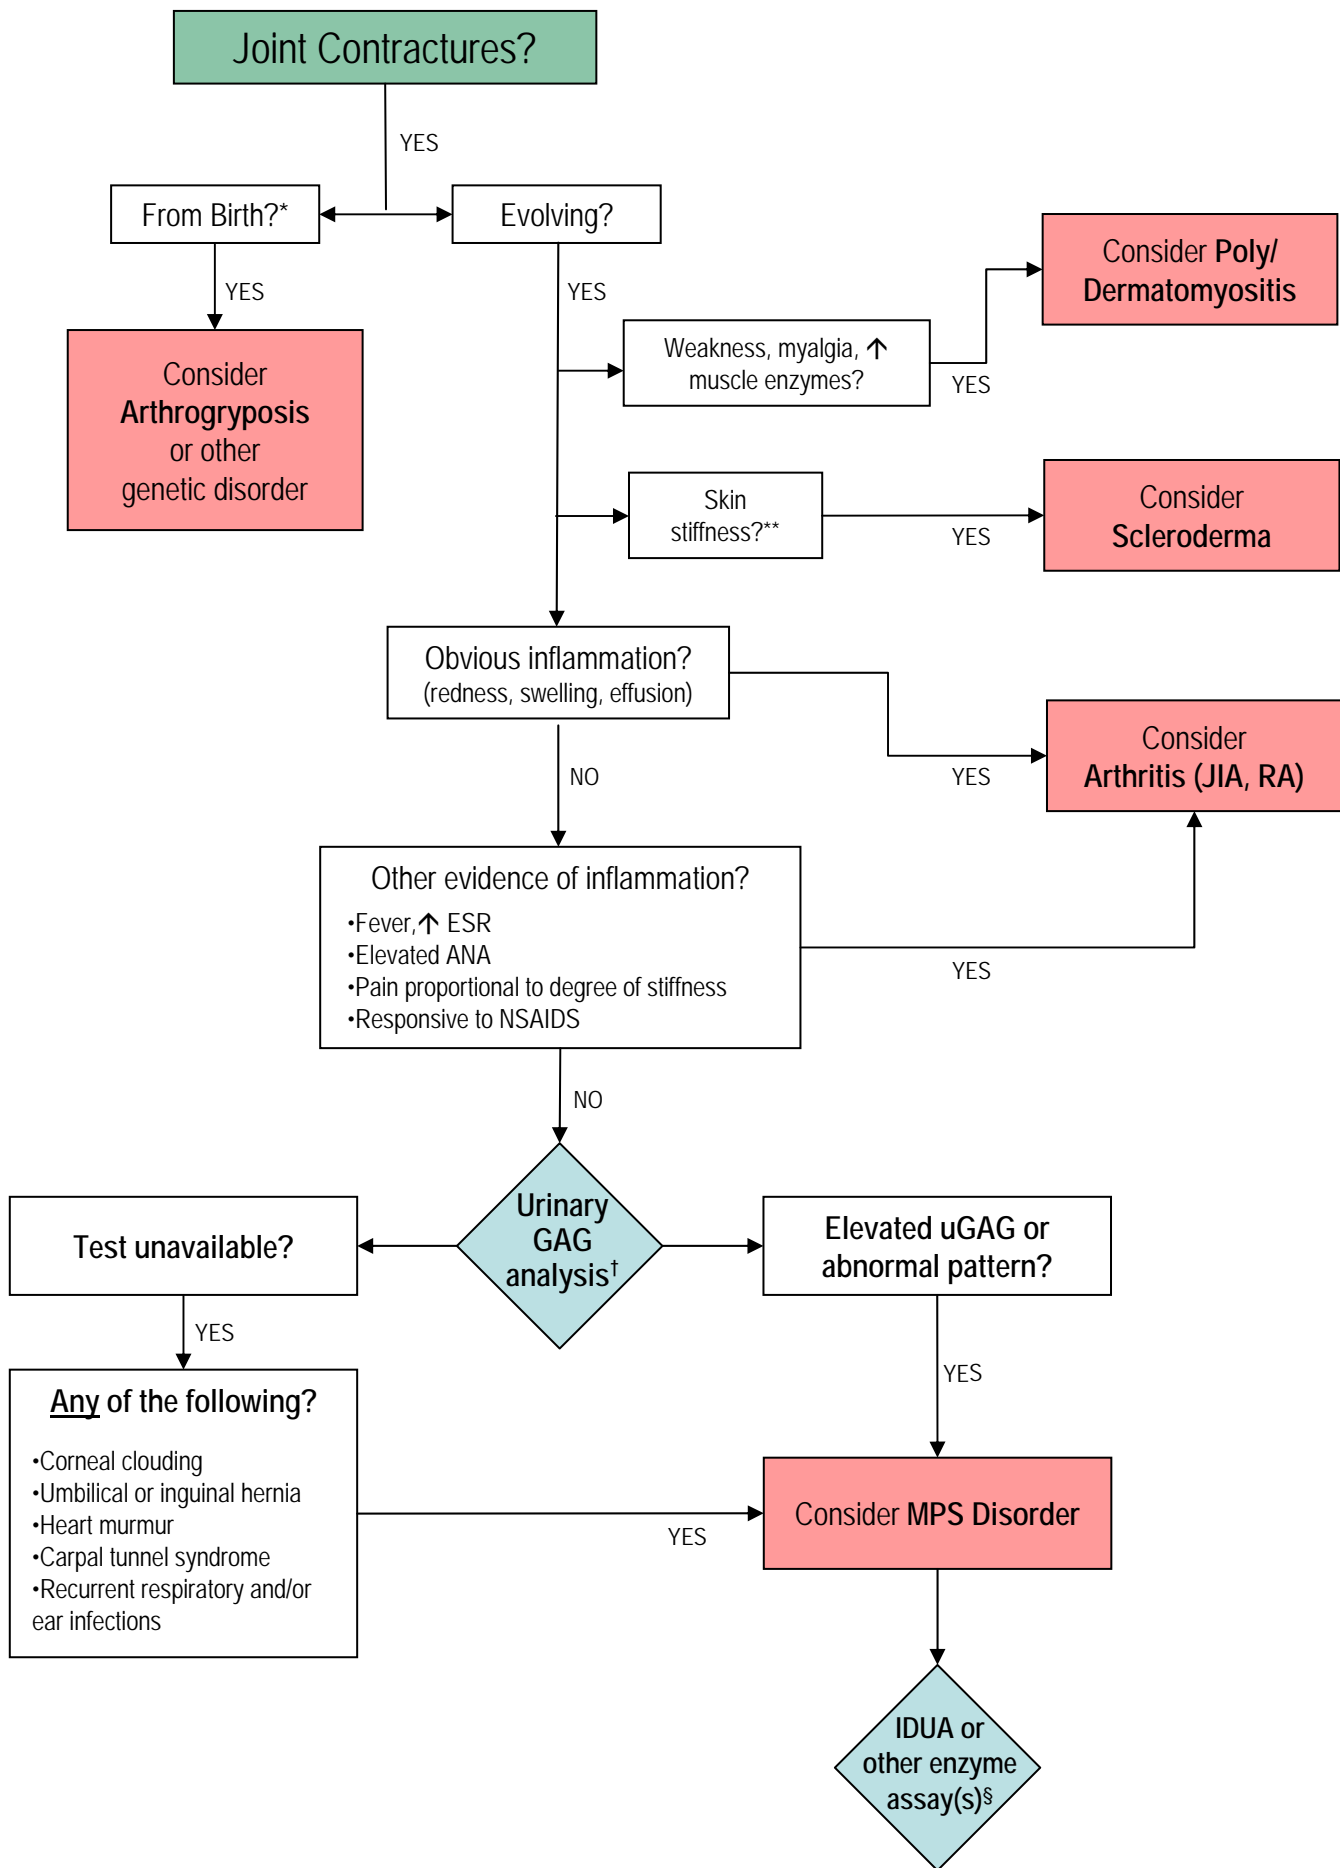 Joint Contractures?
YES
From Birth?*
Evolving?
YES
YES
Consider Poly/
Dermatomyositis
Weakness, myalgia, ↑
muscle enzymes?
YES
Consider
Arthrogryposis
or other
genetic disorder
Skin
stiffness?**
YES
Consider
Scleroderma
Obvious inflammation?
(redness, swelling, effusion)
YES
Consider
Arthritis (JIA, RA)
NO
Other evidence of inflammation?
•Fever,↑ ESR
•Elevated ANA
•Pain proportional to degree of stiffness
•Responsive to NSAIDS
YES
NO
Urinary
GAG
analysis†
Test unavailable?
Elevated uGAG or
abnormal pattern?
YES
YES
Any of the following?
•Corneal clouding
•Umbilical or inguinal hernia
•Heart murmur
•Carpal tunnel syndrome
•Recurrent respiratory and/or
ear infections
YES
Consider MPS Disorder
IDUA or
other enzyme
assay(s)§